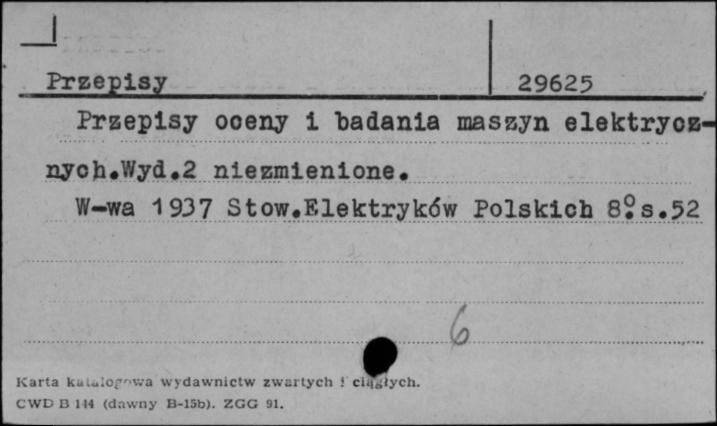 Przepisy 29625
Przepisy oceny i badania maszyn elektrycz-
nych.Wyd.2 niezmienione.
W-wa 1937 Stow.Elektryków Polskich 8º.s.52
6
Karta katalogowa wydawnictw zwartych i ciągłych.
CWD B 144 (dawny B-15b). ZGG 91.